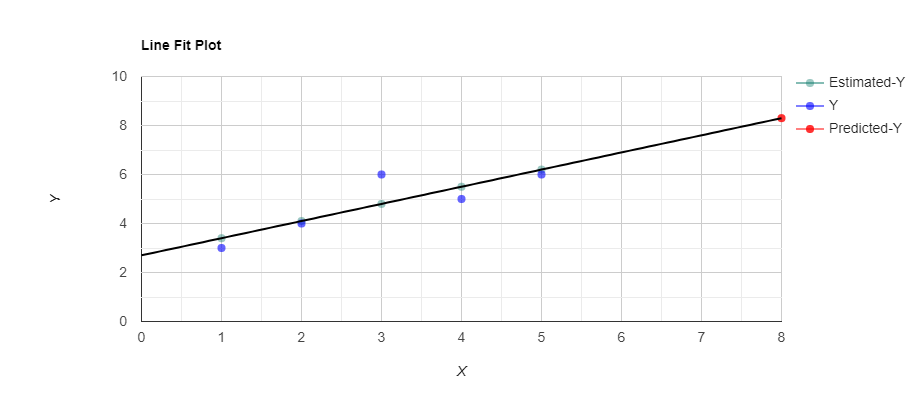 Line Fit Plot
10
8
6
4
2
0
Y
0 1 2 3 4 5 6 7 8
X
Estimated-Y
Y
Predicted-Y